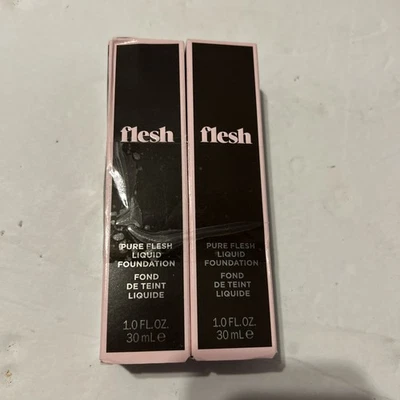 flesh
PURE FLESH
LIQUID
FOUNDATION
FOND
DE TEINT
LIQUIDE
1.0 FL.OZ.
30 mL e
flesh
PURE FLESH
LIQUID
FOUNDATION
FOND
DE TEINT
LIQUIDE
1.0 FL.OZ.
30 mL e